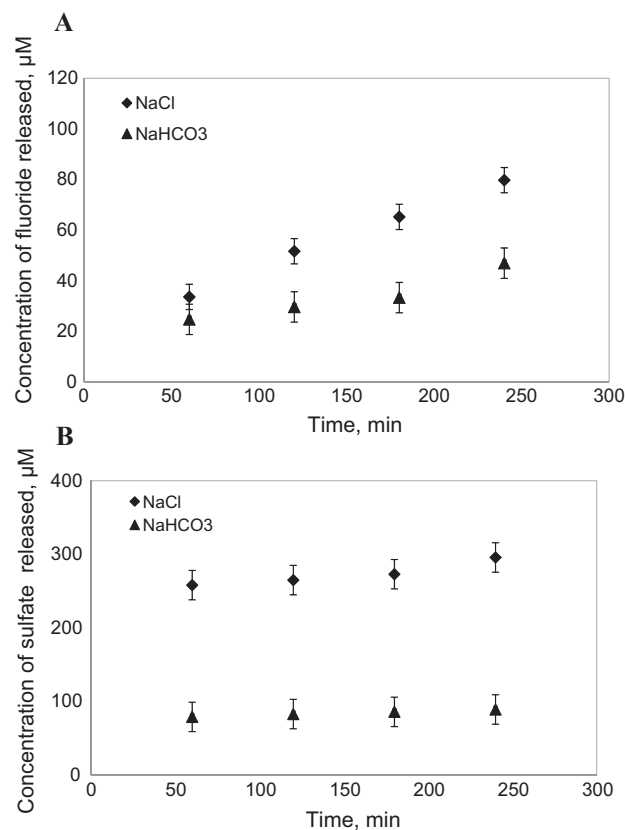 A
Concentration of fluoride released, µM
120
100
80
60
40
20
0
NaCl
NaHCO3
0 50 100 150 200 250 300
Time, min
B
Concentration of sulfate released, µM
400
300
200
100
0
NaCl
NaHCO3
0 50 100 150 200 250 300
Time, min